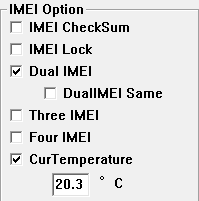 IMEI Option
IMEI CheckSum
IMEI Lock
Dual IMEI
DualIMEI Same
Three IMEI
Four IMEI
CurTemperature
20.3 ° C